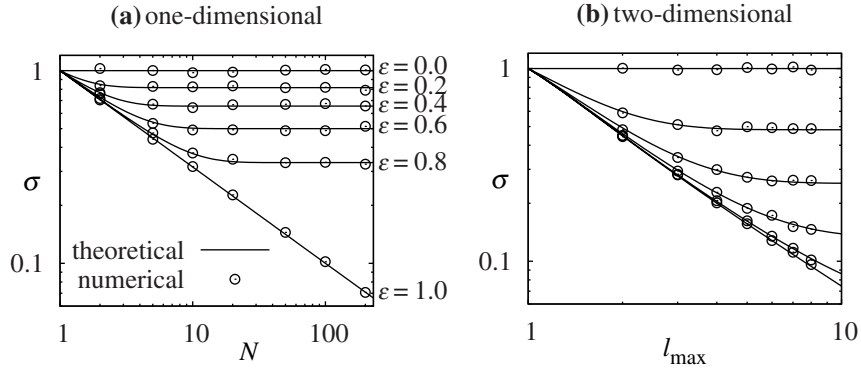 (a) one-dimensional
1
0.1
σ
theoretical
numerical
1
10
100
N
ε = 0.0
ε = 0.2
ε = 0.4
ε = 0.6
ε = 0.8
ε = 1.0
(b) two-dimensional
1
0.1
σ
1
10
l_max